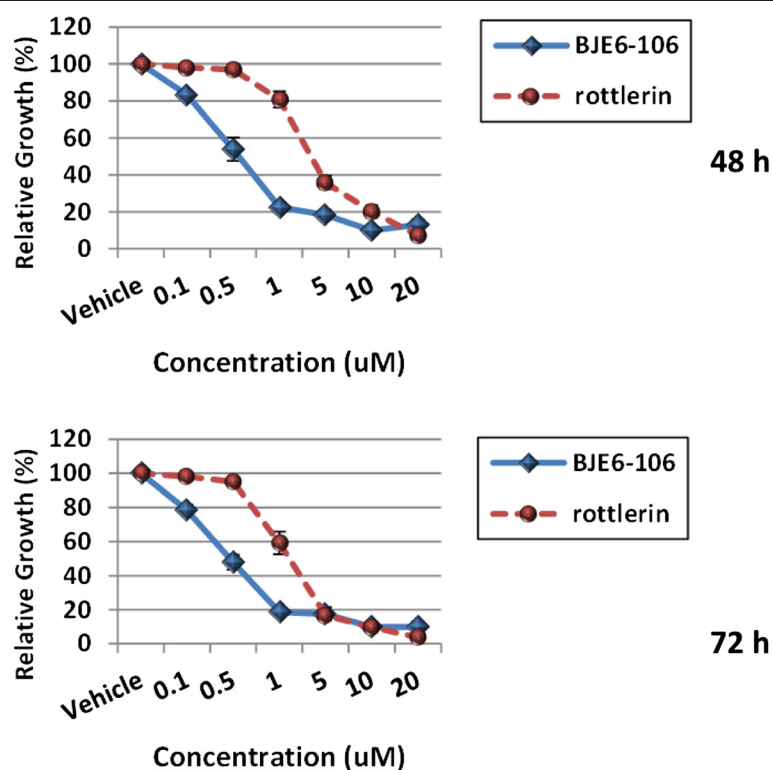 120
100
80
60
40
20
0
Relative Growth (%)
Vehicle 0.1 0.5 1 5 10 20
Concentration (uM)
BJE6-106
rottlerin
48 h
120
100
80
60
40
20
0
Relative Growth (%)
Vehicle 0.1 0.5 1 5 10 20
Concentration (uM)
BJE6-106
rottlerin
72 h